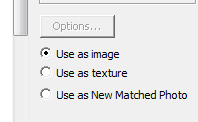 Options...
Use as image
Use as texture
Use as New Matched Photo